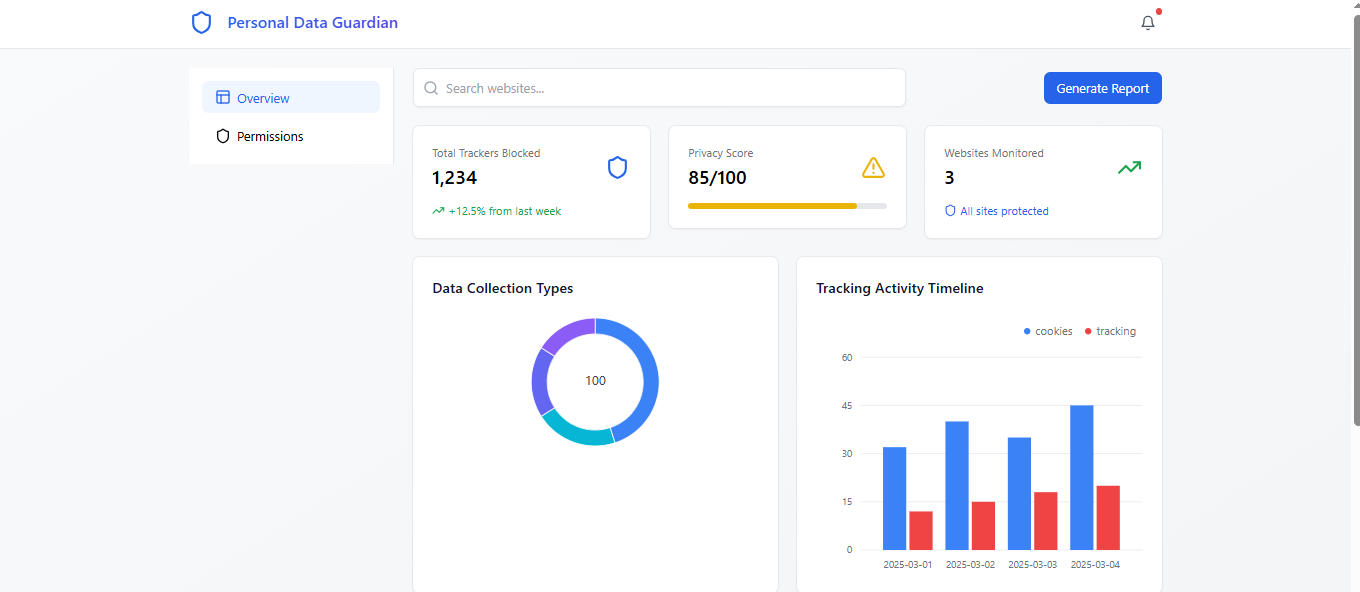 Personal Data Guardian
Overview
Permissions
Search websites...
Generate Report
Total Trackers Blocked
1,234
+12.5% from last week
Privacy Score
85/100
Websites Monitored
3
All sites protected
Data Collection Types
100
Tracking Activity Timeline
cookies tracking
60
45
30
15
0
2025-03-01 2025-03-02 2025-03-03 2025-03-04